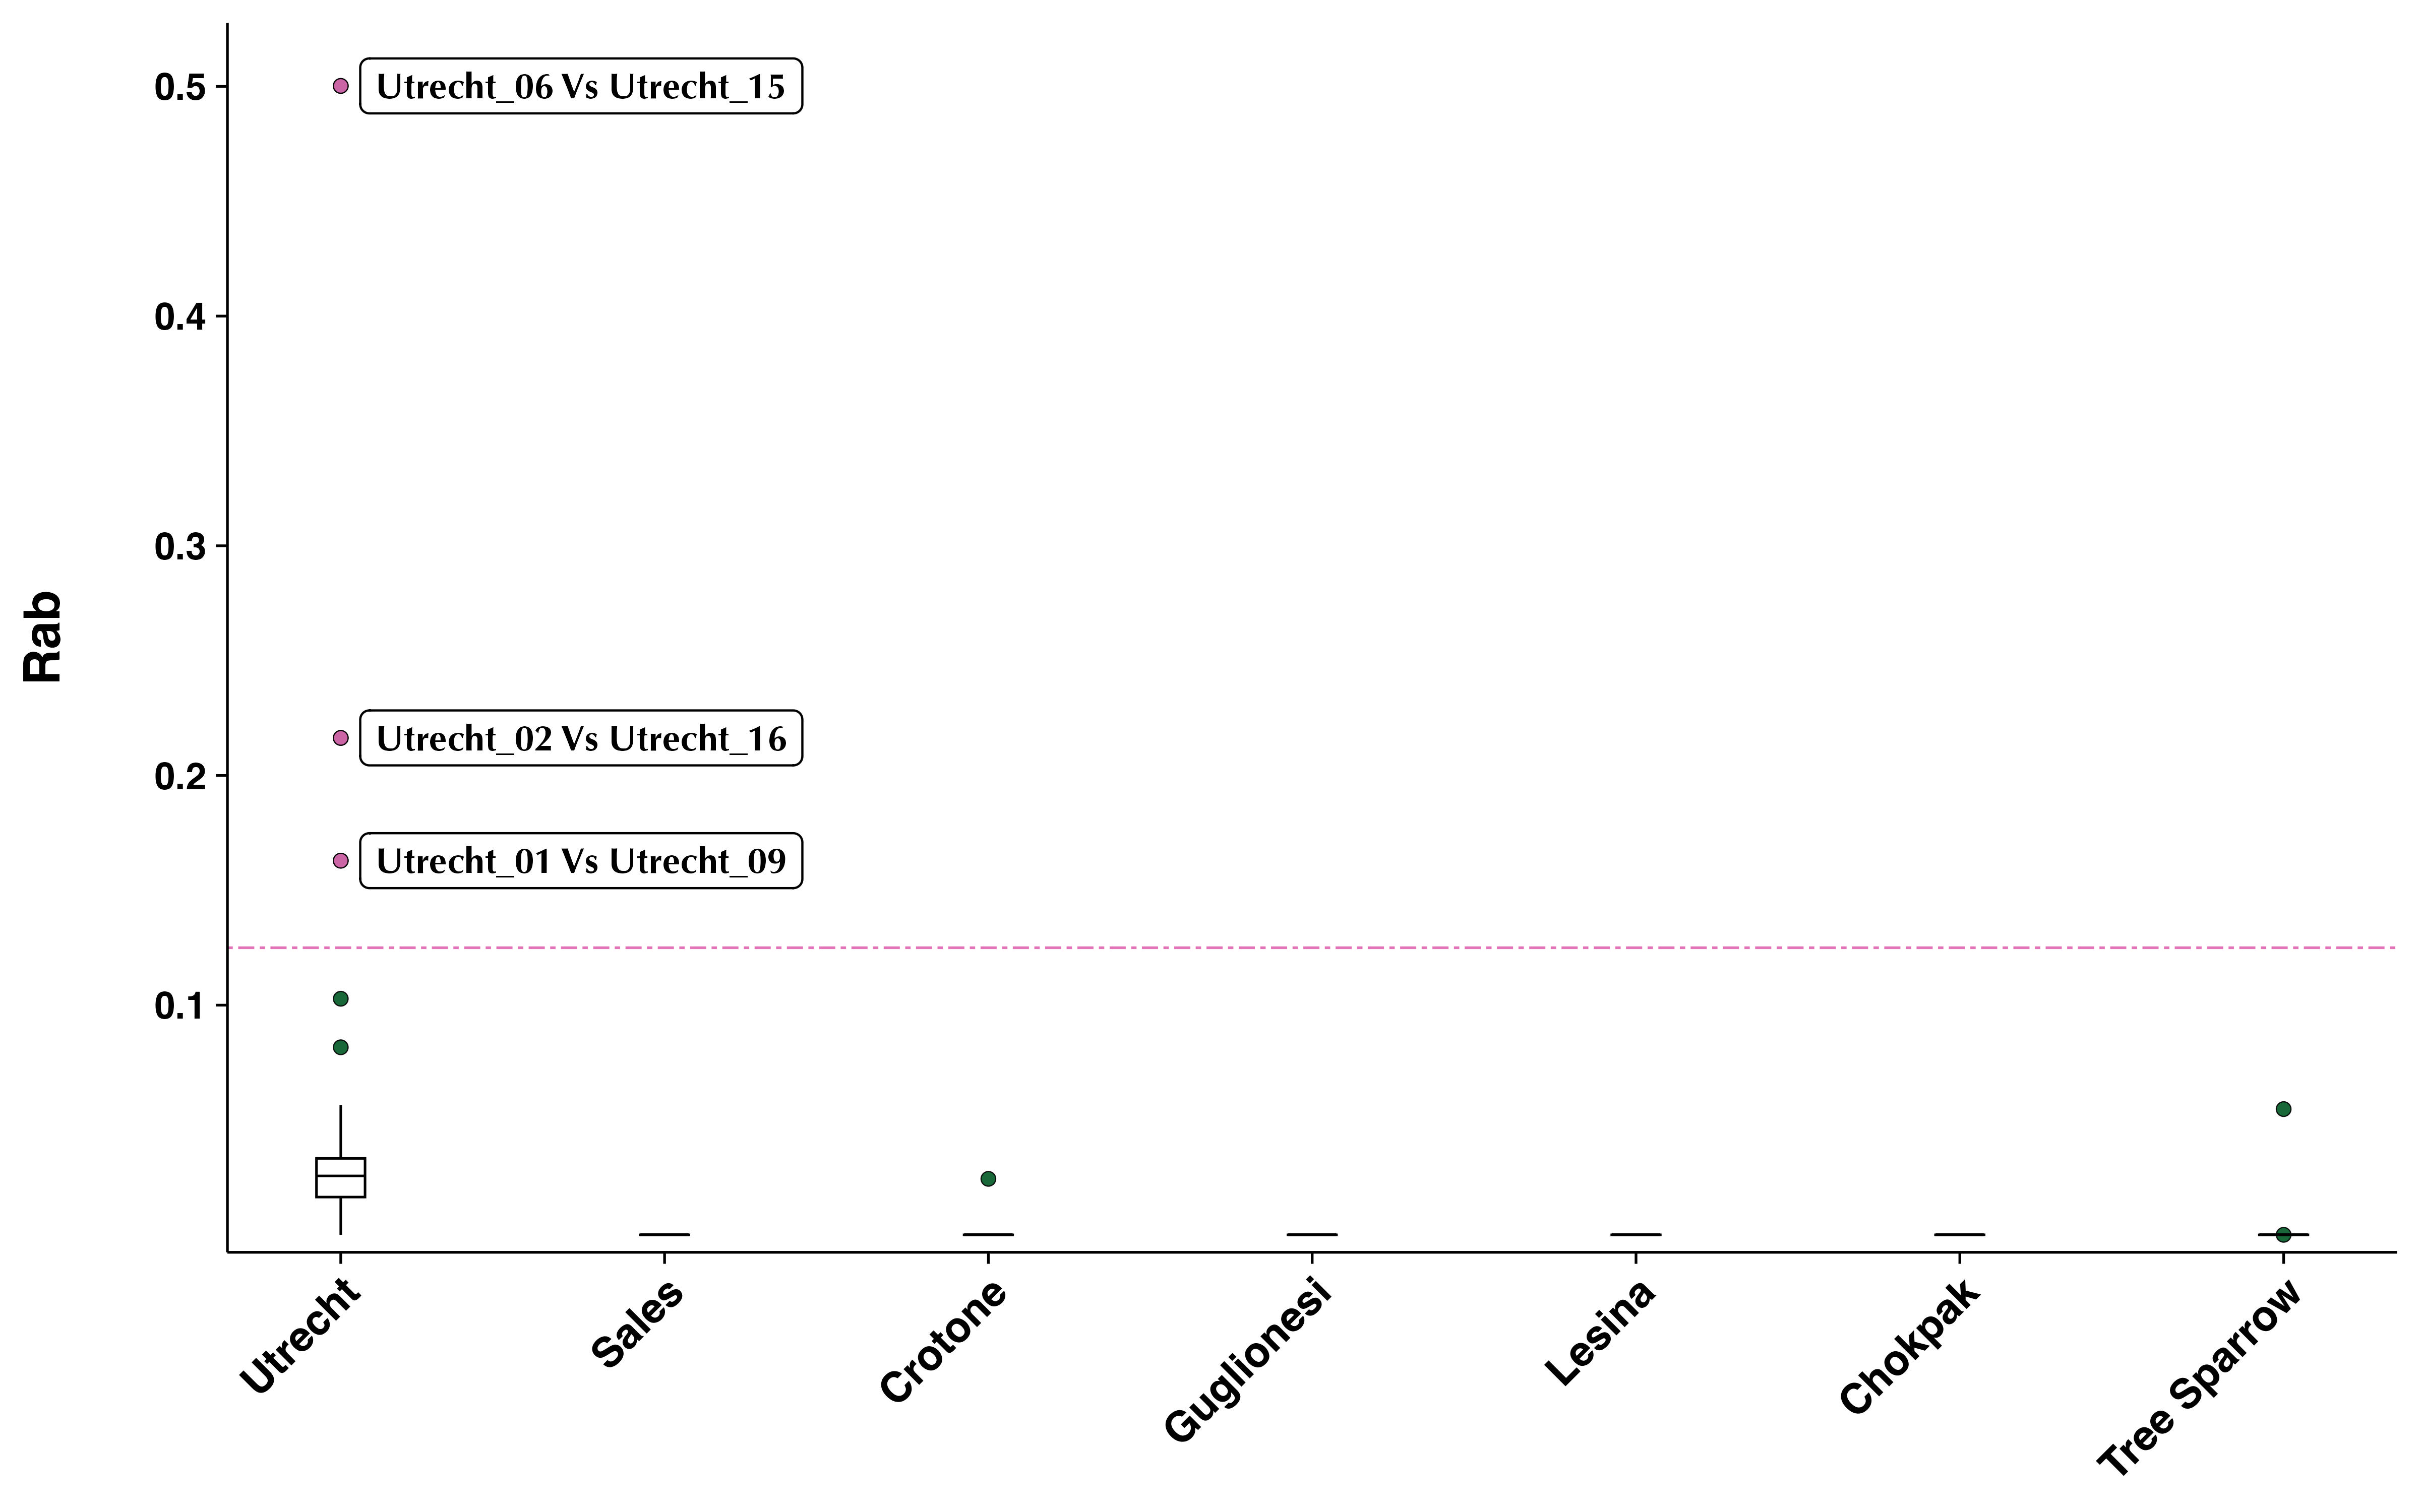 0.5
Utrecht_06 Vs Utrecht_15
0.4
0.3
Rab
Utrecht_02 Vs Utrecht_16
0.2
Utrecht_01 Vs Utrecht_09
0.1
Utrecht
Sales
Crotone
Guglionesi
Lesina
Chokpak
Tree Sparrow